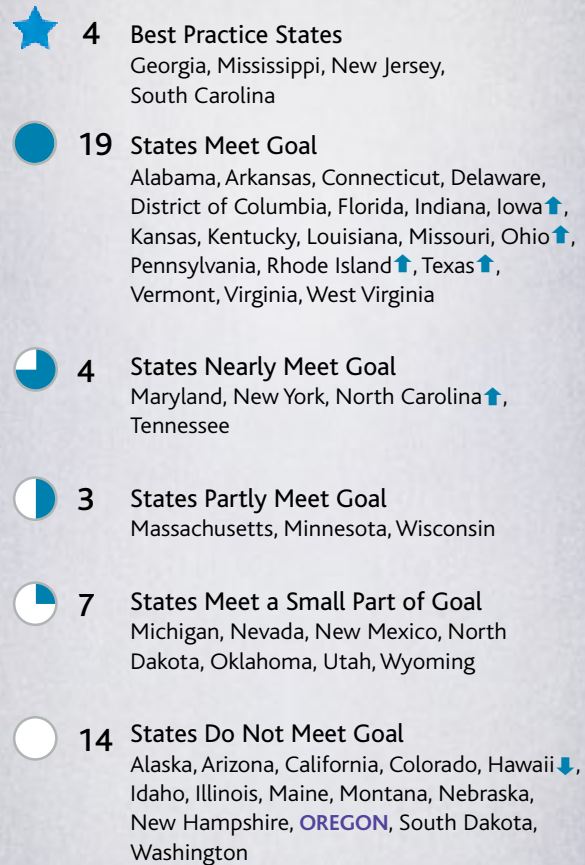 4 Best Practice States
Georgia, Mississippi, New Jersey,
South Carolina
19 States Meet Goal
Alabama, Arkansas, Connecticut, Delaware,
District of Columbia, Florida, Indiana, Iowa⬆,
Kansas, Kentucky, Louisiana, Missouri, Ohio⬆,
Pennsylvania, Rhode Island⬆, Texas⬆,
Vermont, Virginia, West Virginia
4 States Nearly Meet Goal
Maryland, New York, North Carolina⬆,
Tennessee
3 States Partly Meet Goal
Massachusetts, Minnesota, Wisconsin
7 States Meet a Small Part of Goal
Michigan, Nevada, New Mexico, North
Dakota, Oklahoma, Utah, Wyoming
14 States Do Not Meet Goal
Alaska, Arizona, California, Colorado, Hawaii⬇,
Idaho, Illinois, Maine, Montana, Nebraska,
New Hampshire, OREGON, South Dakota,
Washington